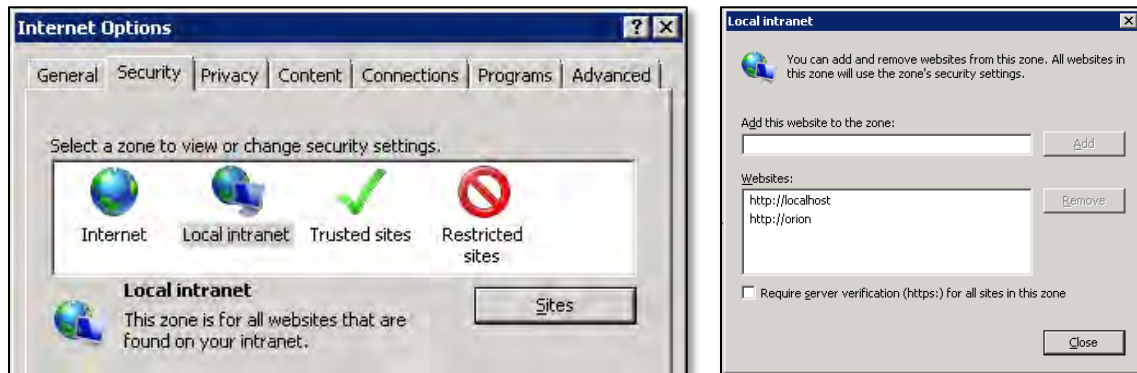 Internet Options
General Security Privacy Content Connections Programs Advanced
Select a zone to view or change security settings.
Internet Local intranet Trusted sites Restricted
sites
Local intranet
This zone is for all websites that are
found on your intranet.
Sites
Local intranet
You can add and remove websites from this zone. All websites in
this zone will use the zone's security settings.
Add this website to the zone:
Add
Websites:
http://localhost
http://orion
Remove
Require server verification (https:) for all sites in this zone
Close